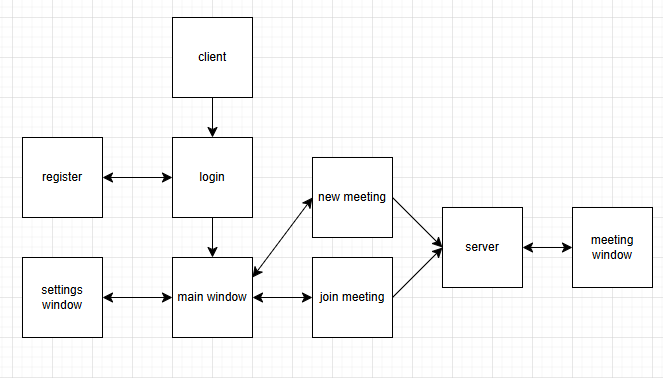 client
register
login
new meeting
server
meeting
window
settings
window
main window
join meeting